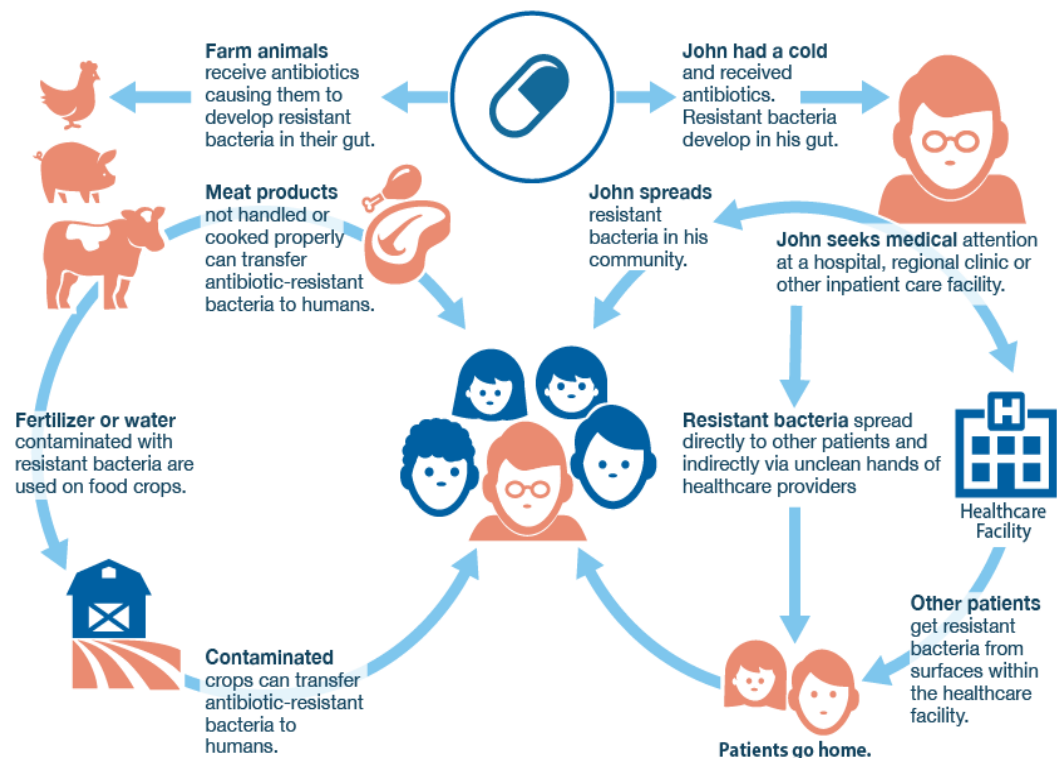 Farm animals
receive antibiotics
causing them to
develop resistant
bacteria in their gut.
John had a cold
and received
antibiotics.
Resistant bacteria
develop in his gut.
Meat products
not handled or
cooked properly
can transfer
antibiotic-resistant
bacteria to humans.
John spreads
resistant
bacteria in his
community.
John seeks medical attention
at a hospital, regional clinic or
other inpatient care facility.
Fertilizer or water
contaminated with
resistant bacteria are
used on food crops.
Resistant bacteria spread
directly to other patients and
indirectly via unclean hands of
healthcare providers
H
Healthcare
Facility
Contaminated
crops can transfer
antibiotic-resistant
bacteria to
humans.
Other patients
get resistant
bacteria from
surfaces within
the healthcare
facility.
Patients go home.